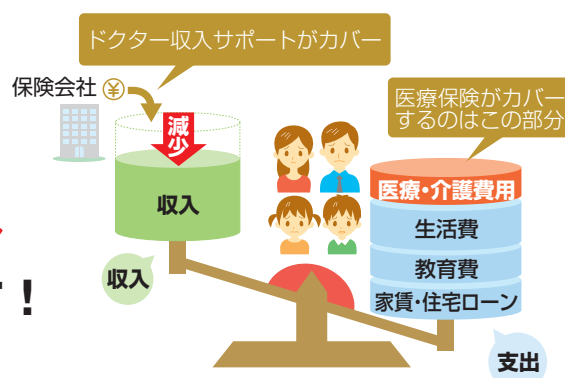 ドクター収入サポートがカバー
保険会社
¥
医療保険がカバー
するのはこの部分
減少
収入
医療・介護費用
生活費
教育費
家賃・住宅ローン
収入
！
支出